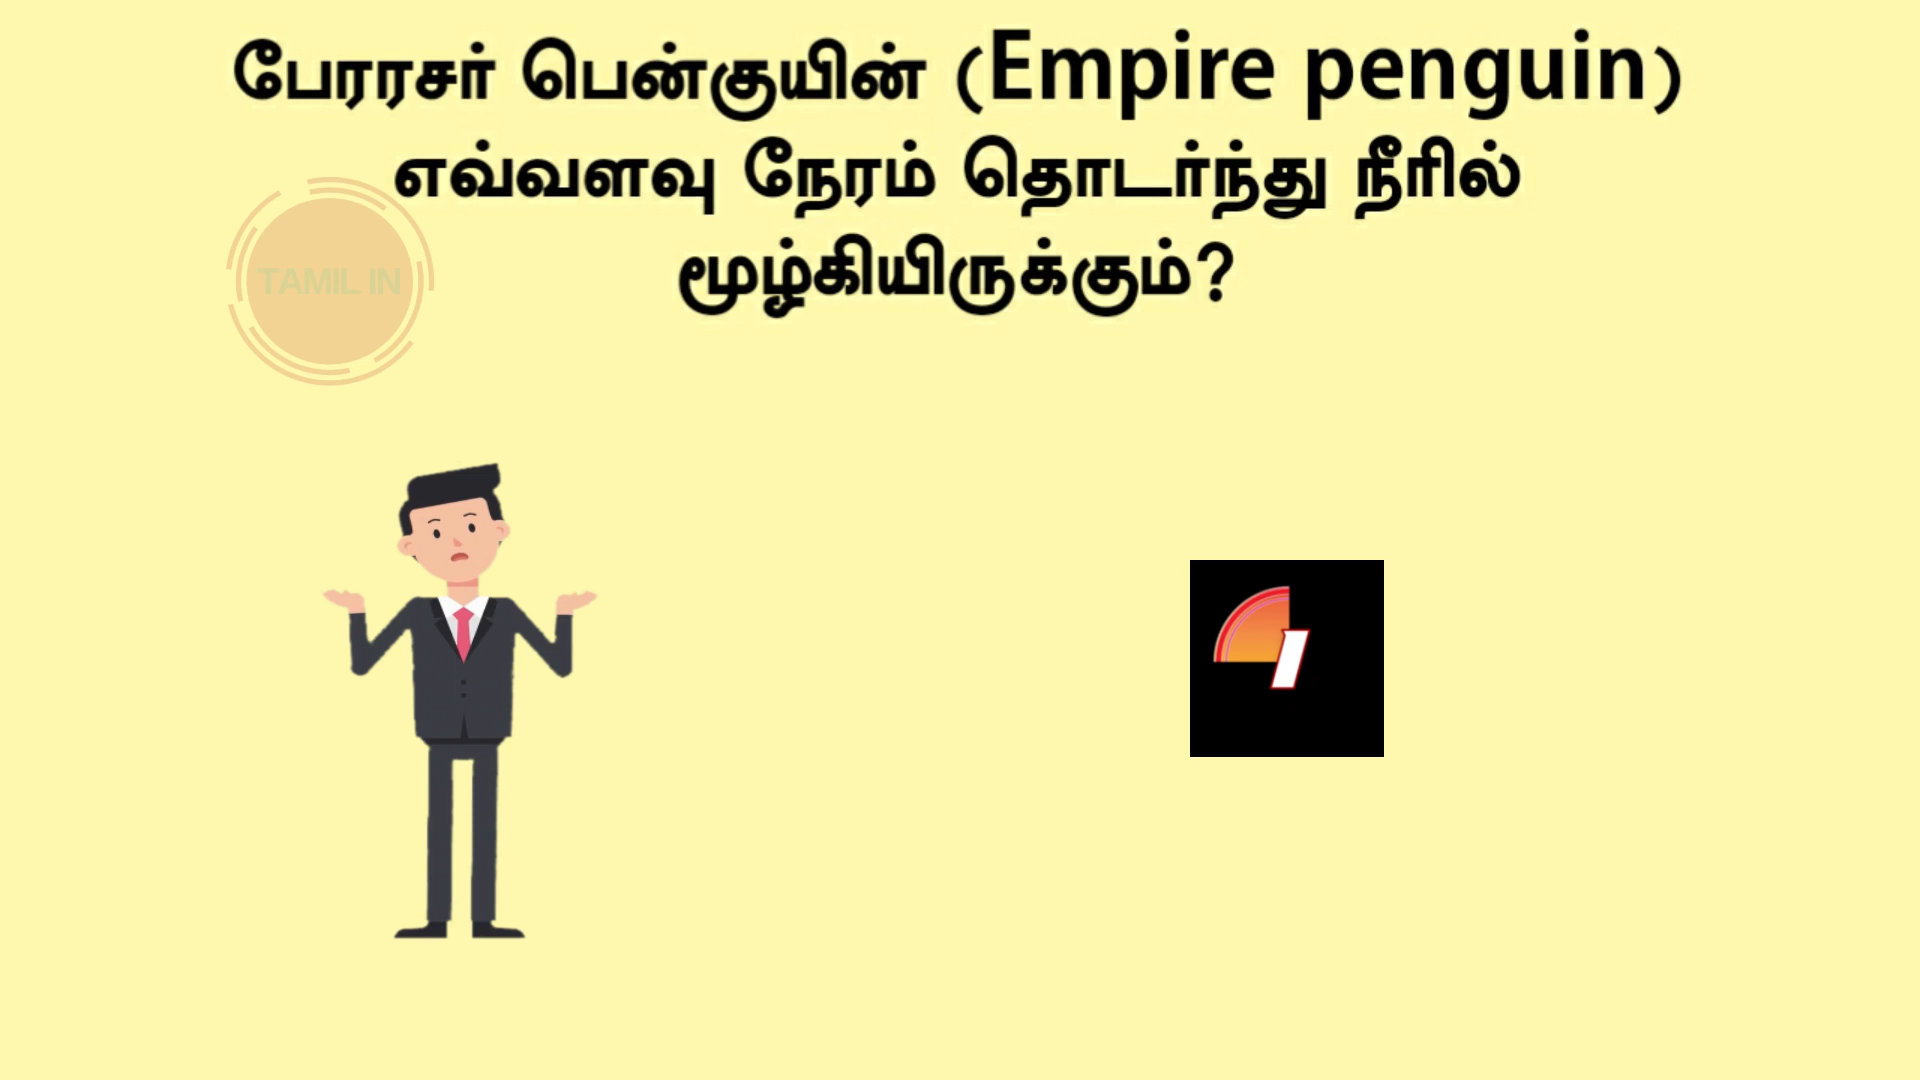 பேரரசர் பென்குயின் (Empire penguin)
எவ்வளவு நேரம் தொடர்ந்து நீரில்
மூழ்கியிருக்கும்?
TAMIL IN